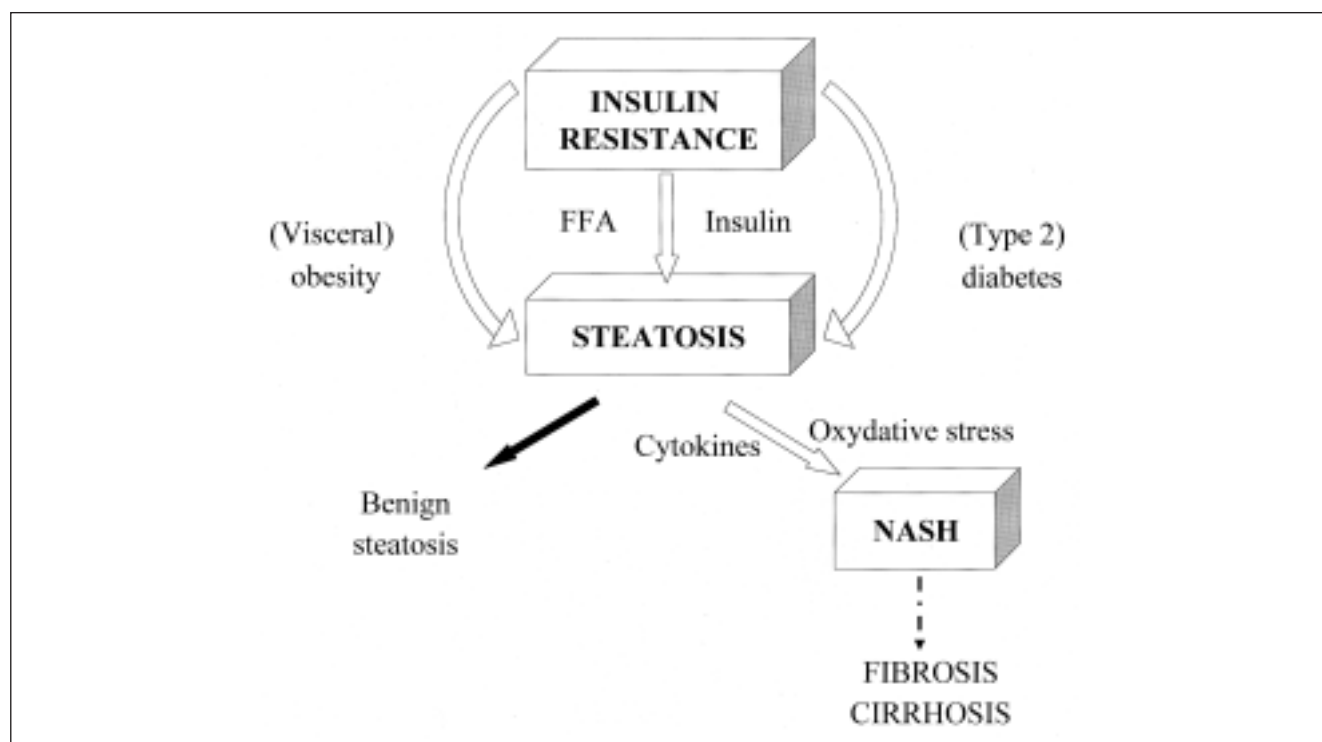 INSULIN
RESISTANCE
(Visceral)
obesity
FFA
Insulin
(Type 2)
diabetes
STEATOSIS
Cytokines
Oxydative stress
Benign
steatosis
NASH
FIBROSIS
CIRRHOSIS